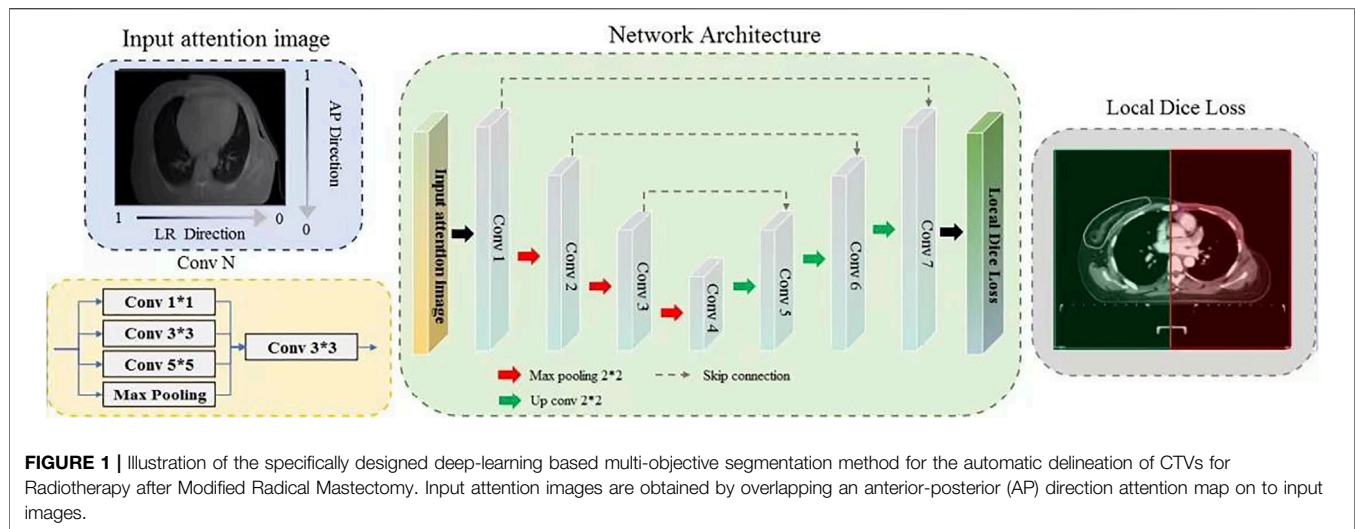 Input attention image
1
AP Direction
0
1
0
LR Direction
Conv N
Conv 1*1
Conv 3*3
Conv 5*5
Max Pooling
Conv 3*3
Network Architecture
Input attention Image
Conv 1
Conv 2
Conv 3
Conv 4
Conv 5
Conv 6
Conv 7
Local Dice Loss
Max pooling 2*2
Skip connection
Up conv 2*2
Local Dice Loss
FIGURE 1 | Illustration of the specifically designed deep-learning based multi-objective segmentation method for the automatic delineation of CTVs for
Radiotherapy after Modified Radical Mastectomy. Input attention images are obtained by overlapping an anterior-posterior (AP) direction attention map on to input
images.